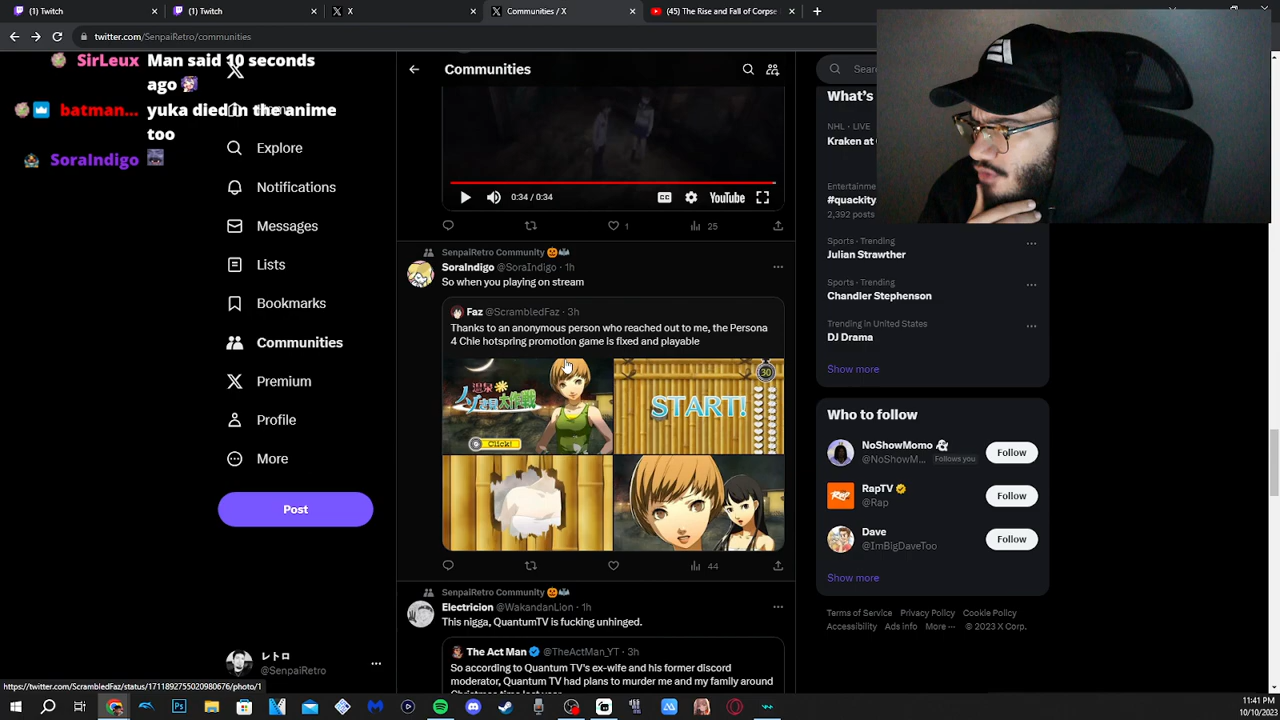 (1) Twitch
(1) Twitch
X
Communities / X
(45) The Rise and Fall of Corpse
twitter.com/SenpaiRetro/communities
SirLeux Man said 10 seconds
ago
batman... yuka died in the anime
too
SoraIndigo
Explore
Notifications
Messages
Lists
Bookmarks
Communities
Premium
Profile
More
Post
レトロ
@SenpaiRetro
Communities
0:34 / 0:34
YouTube
1
25
SenpaiRetro Community
SoraIndigo @SoraIndigo · 1h
So when you playing on stream
Faz @ScrambledFaz · 3h
Thanks to an anonymous person who reached out to me, the Persona
4 Chie hotspring promotion game is fixed and playable
温泉
Click!
START!
30
44
SenpaiRetro Community
Electricion @WakandanLion · 1h
This nigga, QuantumTV is fucking unhinged.
The Act Man @TheActMan_YT · 3h
So according to Quantum TV's ex-wife and his former discord
moderator, Quantum TV had plans to murder me and my family around
Christmas time last year
Sear
What's
NHL · LIVE
Kraken at
Entertainme
#quackity
2,392 posts
Sports · Trending
Julian Strawther
Sports · Trending
Chandler Stephenson
Trending in United States
DJ Drama
Show more
Who to follow
NoShowMomo
@NoShowM... Follows you
Follow
RapTV
@Rap
Follow
Dave
@ImBigDaveToo
Follow
Show more
Terms of Service Privacy Policy Cookie Policy
Accessibility Ads info More ··· © 2023 X Corp.
https://twitter.com/ScrambledFaz/status/1711892755020980676/photo/1
11:41 PM
10/10/2023